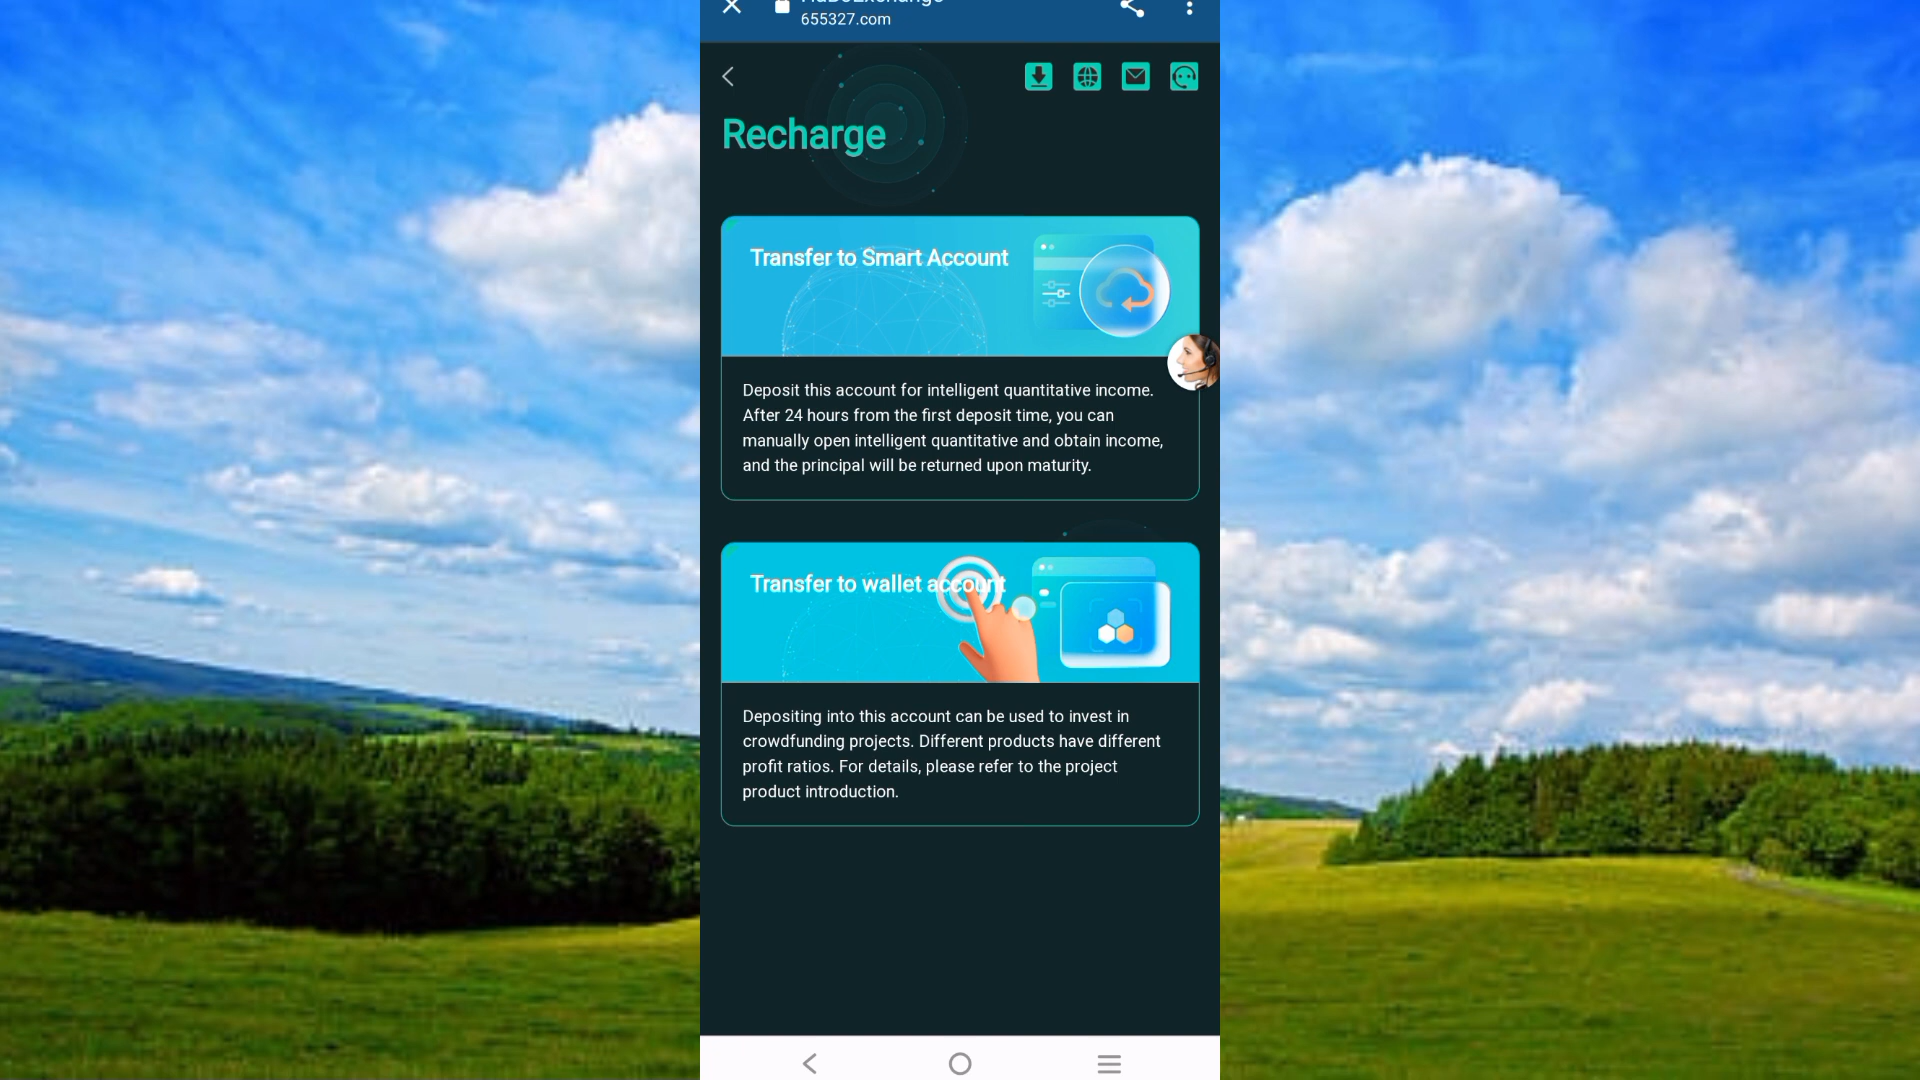 655327.com
Recharge
Transfer to Smart Account
Deposit this account for intelligent quantitative income.
After 24 hours from the first deposit time, you can
manually open intelligent quantitative and obtain income,
and the principal will be returned upon maturity.
Transfer to wallet account
Depositing into this account can be used to invest in
crowdfunding projects. Different products have different
profit ratios. For details, please refer to the project
product introduction.